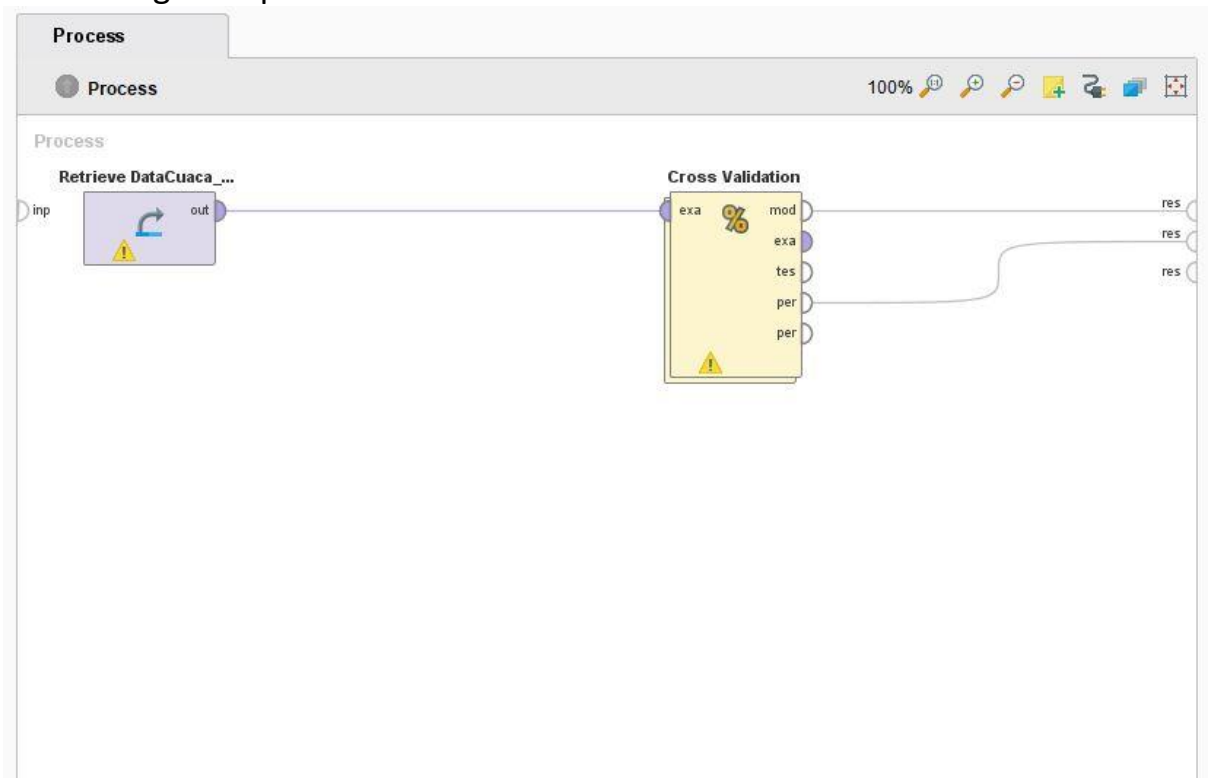 Process
Process
100%
Process
Retrieve DataCuaca_...
Cross Validation
inp
out
exa
mod
exa
tes
per
per
res
res
res